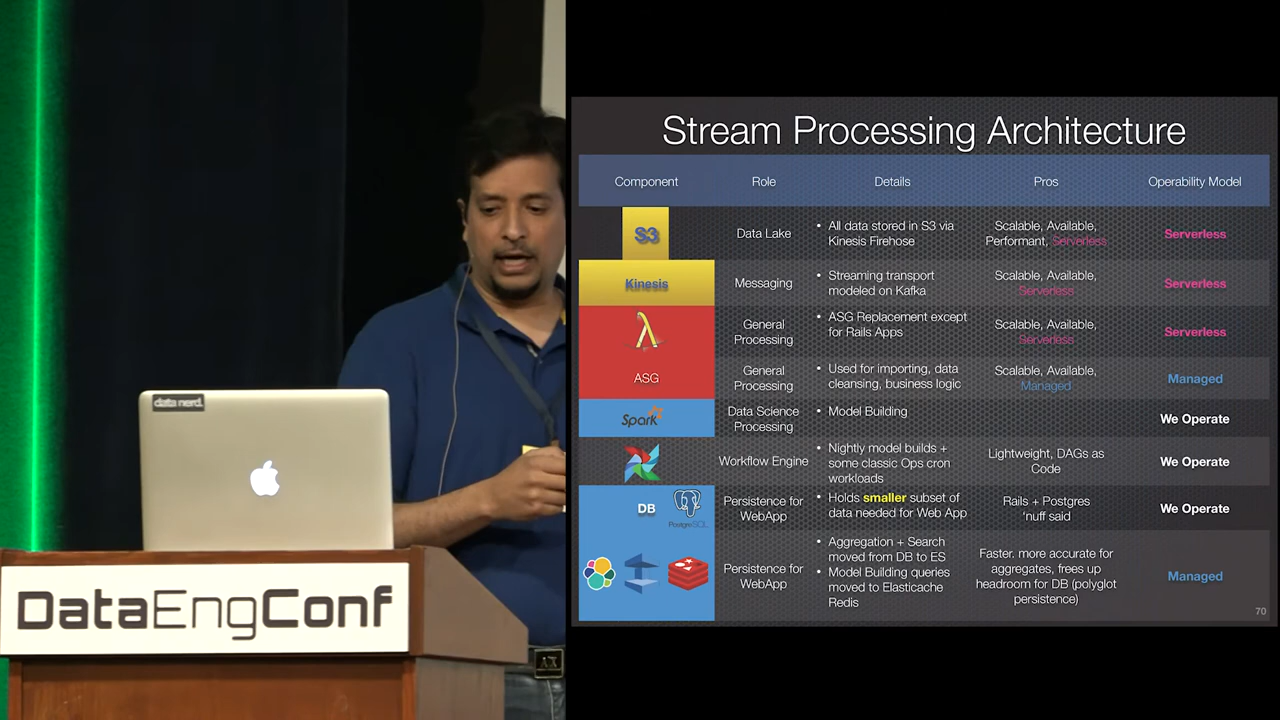 data nerd.
DataEngConf
A|X
Stream Processing Architecture
Component Role Details Pros Operability Model
S3
Data Lake
• All data stored in S3 via
Kinesis Firehose
Scalable, Available,
Performant, Serverless
Serverless
Kinesis
Messaging
• Streaming transport
modeled on Kafka
Scalable, Available,
Serverless
Serverless
λ
General
Processing
• ASG Replacement except
for Rails Apps
Scalable, Available,
Serverless
Serverless
ASG
General
Processing
• Used for importing, data
cleansing, business logic
Scalable, Available,
Managed
Managed
Spark
Data Science
Processing
• Model Building
We Operate
Workflow Engine
• Nightly model builds +
some classic Ops cron
workloads
Lightweight, DAGs as
Code
We Operate
DB
PostgreSQL
Persistence for
WebApp
• Holds smaller subset of
data needed for Web App
Rails + Postgres
‘nuff said
We Operate
Persistence for
WebApp
• Aggregation + Search
moved from DB to ES
• Model Building queries
moved to Elasticache
Redis
Faster. more accurate for
aggregates, frees up
headroom for DB (polyglot
persistence)
Managed
70